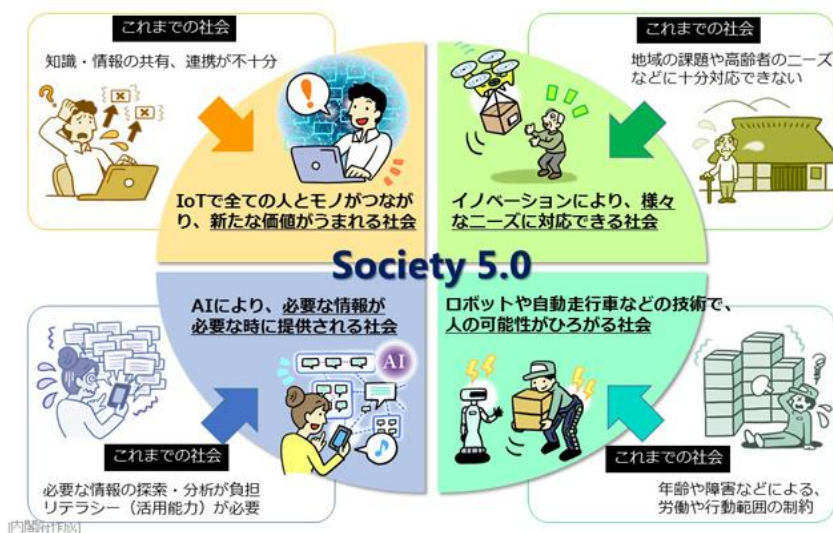 これまでの社会
知識・情報の共有、連携が不十分
IoTで全ての人とモノがつなが
り、新たな価値がうまれる社会
これまでの社会
地域の課題や高齢者のニーズ
などに十分対応できない
イノベーションにより、様々
なニーズに対応できる社会
Society 5.0
AIにより、必要な情報が
必要な時に提供される社会
AI
これまでの社会
必要な情報の探索・分析が負担
リテラシー（活用能力）が必要
ロボットや自動走行車などの技術で、
人の可能性がひろがる社会
これまでの社会
年齢や障害などによる、
労働や行動範囲の制約
[内閣府作成]